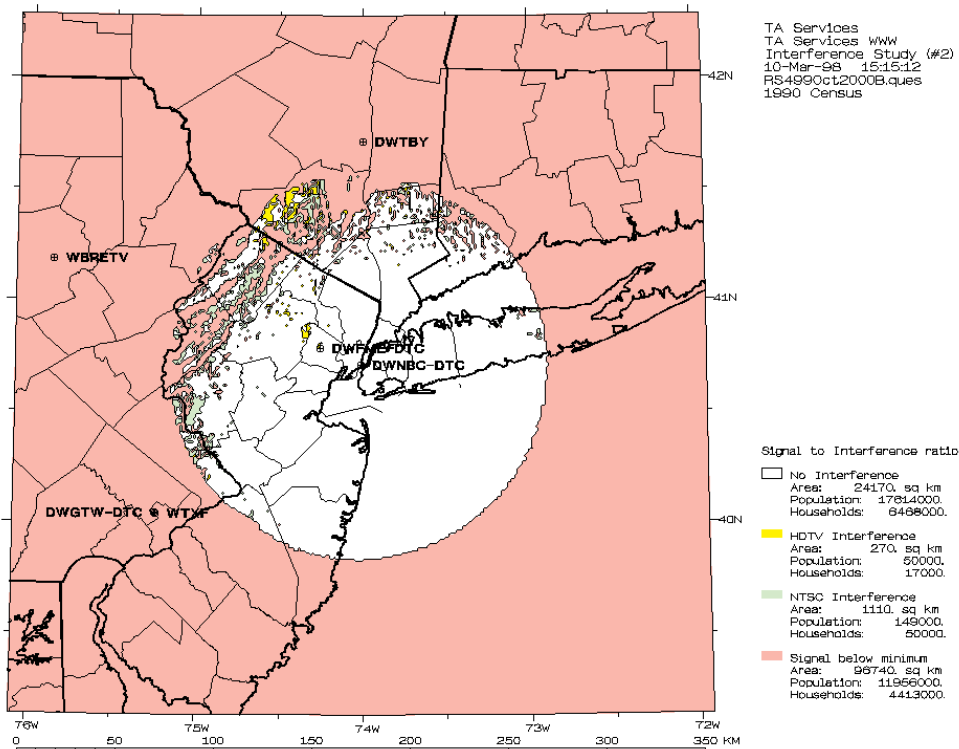 TA Services
TA Services WWW
Interference Study (#2)
10-Mar-98 15:15:12
RS4990ct2000B.ques
1990 Census
42N
DWTBY
WBRETV
41N
DWNBC-DTC
DWGTW-DTC WTXF
40N
Signal to Interference ratio
No Interference
Area: 24170. sq km
Population: 17614000.
Households: 6468000.
HDTV Interference
Area: 270. sq km
Population: 50000.
Households: 17000.
NTSC Interference
Area: 1110. sq km
Population: 149000.
Households: 50000.
Signal below minimum
Area: 96740. sq km
Population: 11956000.
Households: 4413000.
76W 75W 74W 73W 72W
0 50 100 150 200 250 300 350 KM